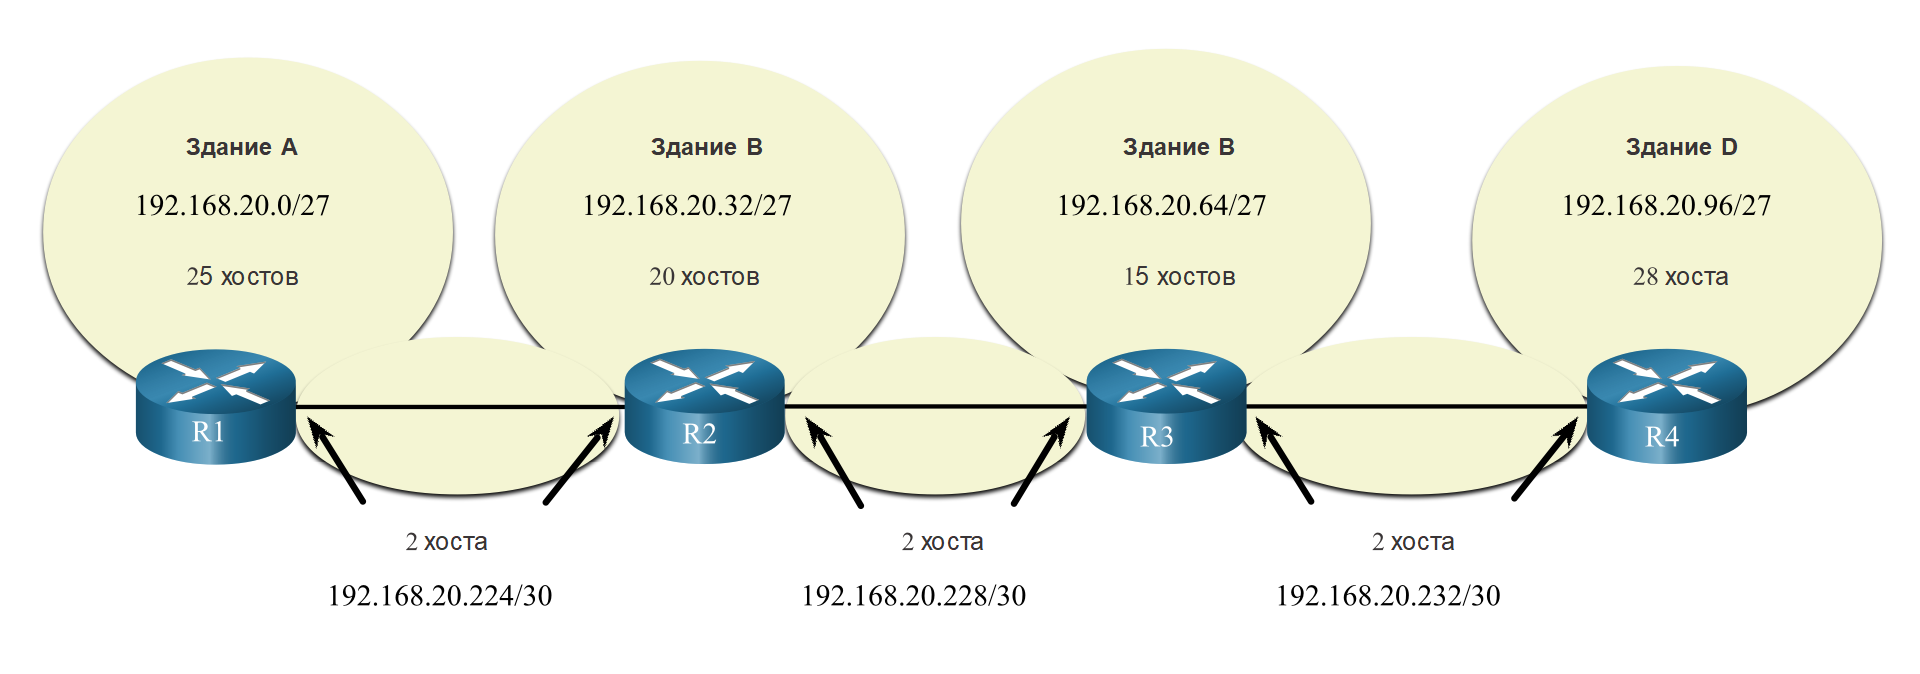 Здание A
192.168.20.0/27
25 хостов
Здание B
192.168.20.32/27
20 хостов
Здание В
192.168.20.64/27
15 хостов
Здание D
192.168.20.96/27
28 хоста
R1
R2
R3
R4
2 хоста
192.168.20.224/30
2 хоста
192.168.20.228/30
2 хоста
192.168.20.232/30